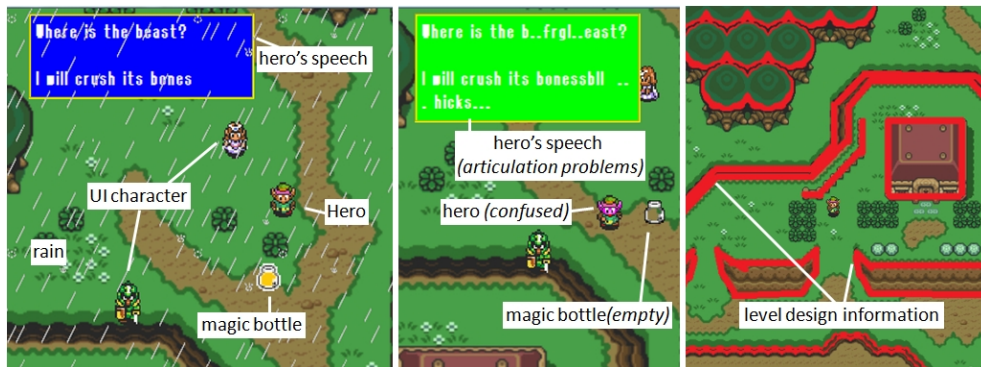 Where is the beast?
I will crush its bones
hero's speech
UI character
Hero
rain
magic bottle
Where is the b..frgl..east?
I will crush its bonessbll ..
. hicks...
hero's speech
(articulation problems)
hero (confused)
magic bottle(empty)
level design information